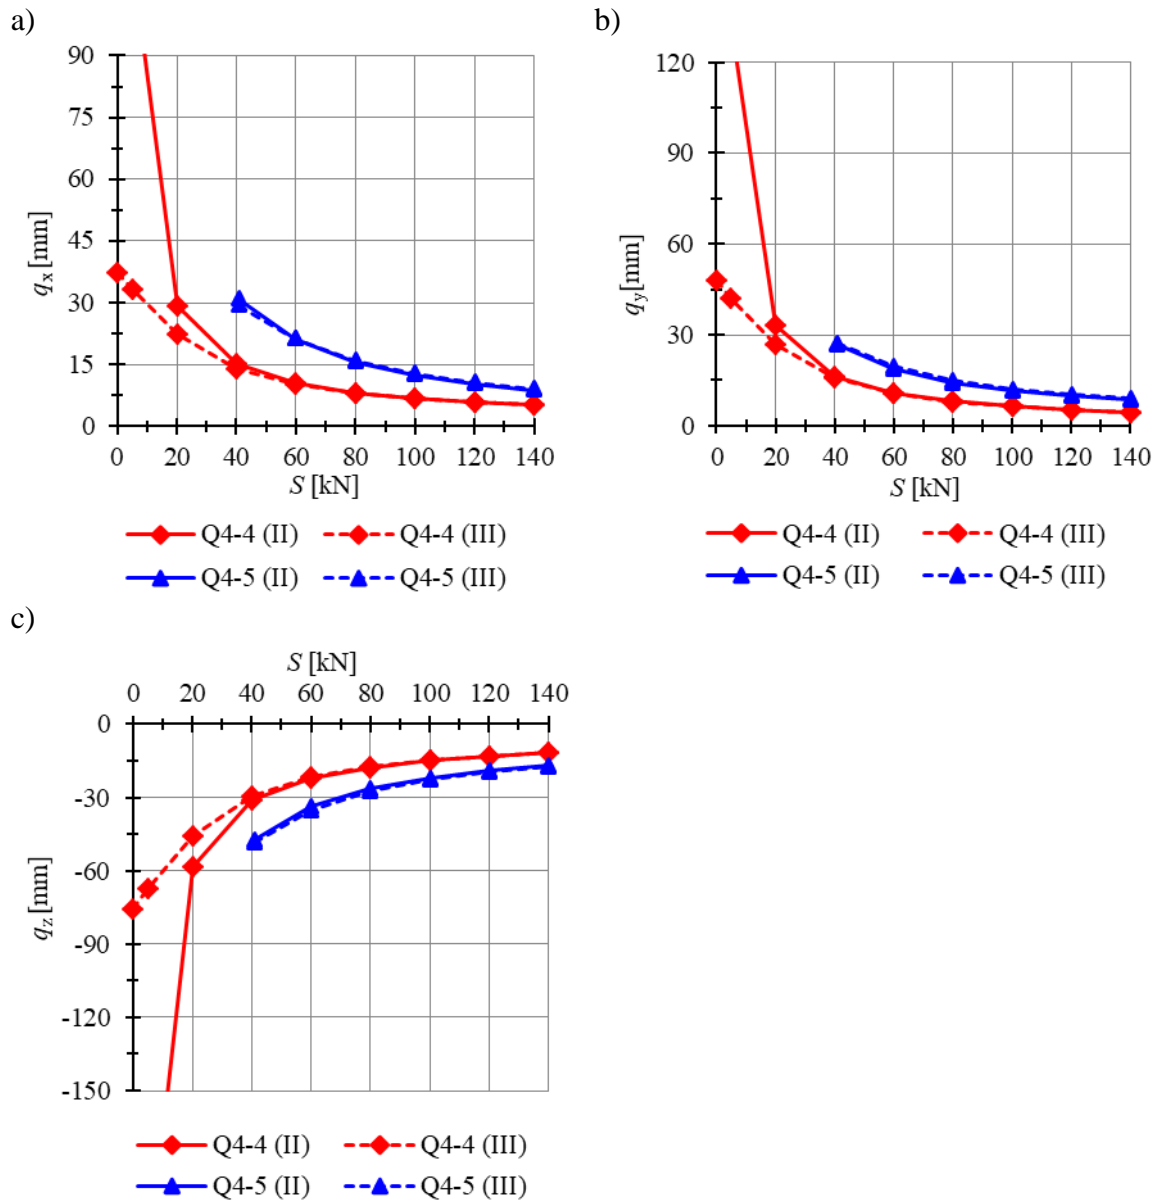 a)
90
75
60
45
30
15
0
qx [mm]
0 20 40 60 80 100 120 140
S [kN]
Q4-4 (II) Q4-4 (III)
Q4-5 (II) Q4-5 (III)
b)
120
90
60
30
0
qy [mm]
0 20 40 60 80 100 120 140
S [kN]
Q4-4 (II) Q4-4 (III)
Q4-5 (II) Q4-5 (III)
c)
S [kN]
0 20 40 60 80 100 120 140
0
-30
-60
-90
-120
-150
qz [mm]
Q4-4 (II) Q4-4 (III)
Q4-5 (II) Q4-5 (III)